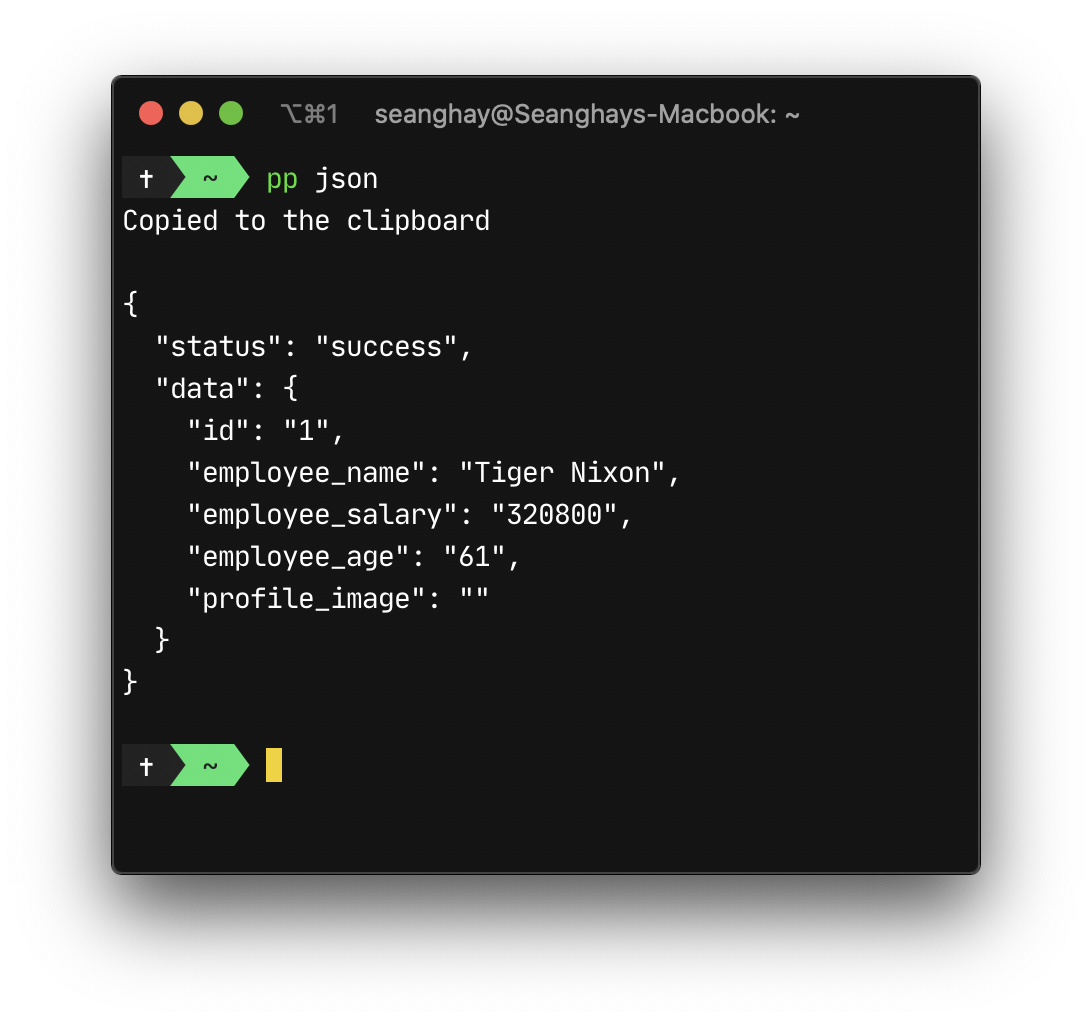 ⌥⌘1 seanghay@Seanghays-Macbook: ~
✝ ~ pp json
Copied to the clipboard
{
  "status": "success",
  "data": {
    "id": "1",
    "employee_name": "Tiger Nixon",
    "employee_salary": "320800",
    "employee_age": "61",
    "profile_image": ""
  }
}
✝ ~